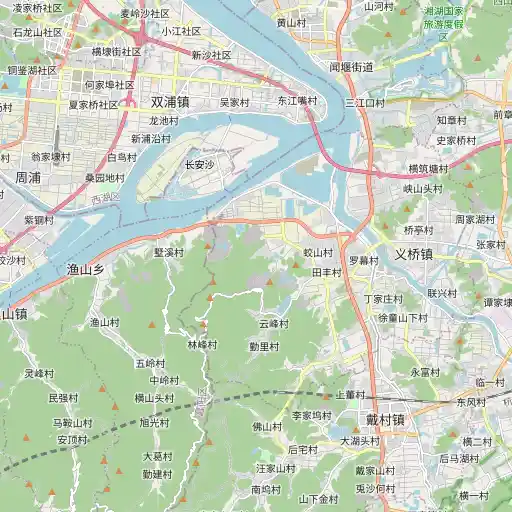 凌家桥社区
麦岭沙社区
黄山村
山河村
湘湖国家
旅游度假
区
石龙山社区
小江社区
横埭街社区
新沙社区
闻堰街道
铜鉴湖社区
何家埠社区
夏家桥社区
双浦镇
吴家村
东江嘴村
三江口村
龙池村
知章村
前章
新浦沿村
史家桥村
翁家埭村
白鸟村
长安沙
横筑塘村
周浦
桑园地村
峡山头村
西湖区
紫铜村
周家湖村
桥亭村
张家村
墅溪村
蛟山村
义桥镇
罗幕村
渔山乡
田丰村
联兴村
丁家庄村
谭家埭
山镇
渔山村
云峰村
徐童山下村
林峰村
勤里村
五岭村
灵峰村
中岭村
永富村
临一村
民强村
横山头村
上董村
东风村
马鞍山村
旭光村
李家坞村
戴村镇
佛山村
安顶村
大湖头村
横二村
后宅村
大葛村
后马湖村
勤建村
汪家山村
戴家山村
南坞村
兎沙何村
山下金村
横一村